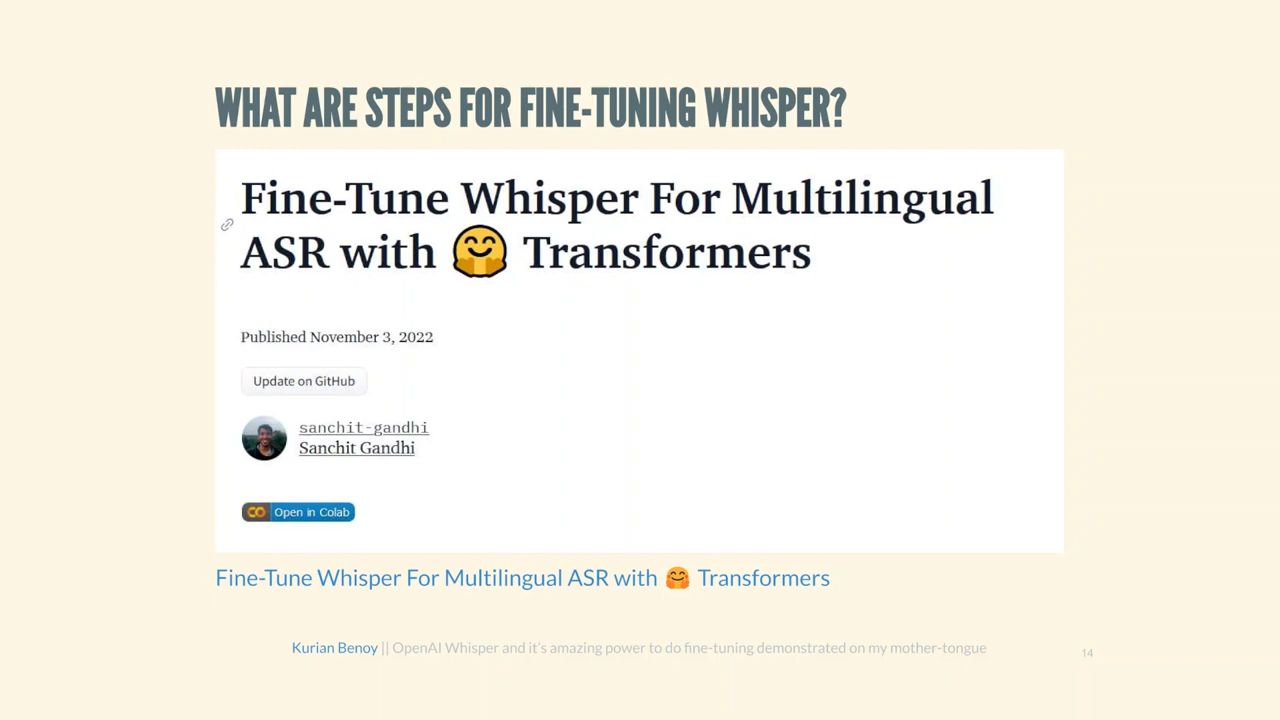 WHAT ARE STEPS FOR FINE-TUNING WHISPER?
Fine-Tune Whisper For Multilingual
ASR with 🤗 Transformers
Published November 3, 2022
Update on GitHub
sanchit-gandhi
Sanchit Gandhi
CO Open in Colab
Fine-Tune Whisper For Multilingual ASR with 🤗 Transformers
Kurian Benoy || OpenAI Whisper and it's amazing power to do fine-tuning demonstrated on my mother-tongue
14